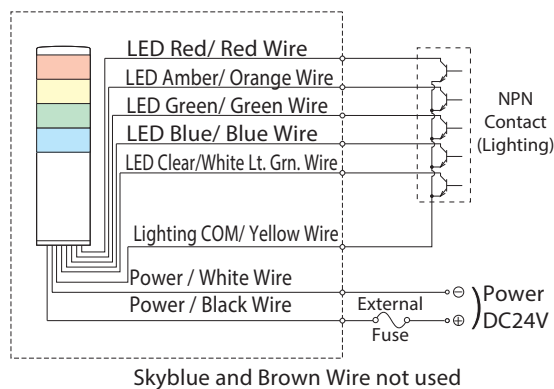 LED Red/ Red Wire
LED Amber/ Orange Wire
LED Green/ Green Wire
LED Blue/ Blue Wire
LED Clear/White Lt. Grn. Wire
NPN
Contact
(Lighting)
Lighting COM/ Yellow Wire
Power / White Wire
Power / Black Wire
External
Fuse
⊖
⊕
Power
DC24V
Skyblue and Brown Wire not used